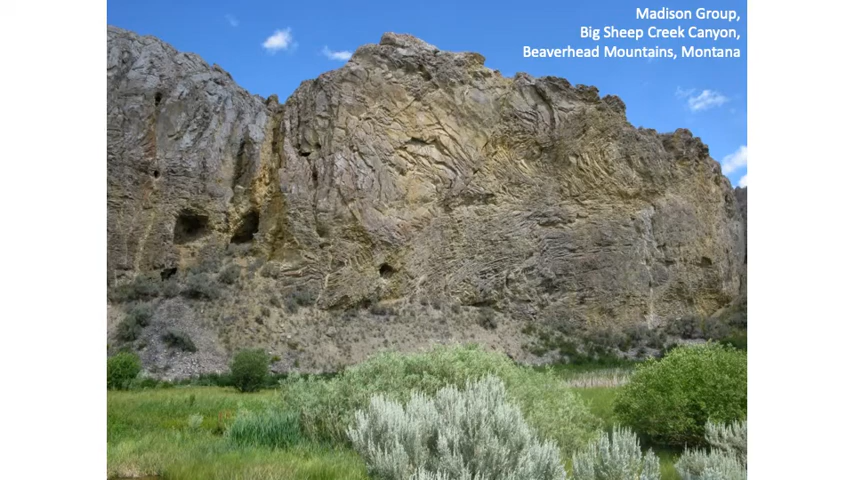 Madison Group,
Big Sheep Creek Canyon,
Beaverhead Mountains, Montana